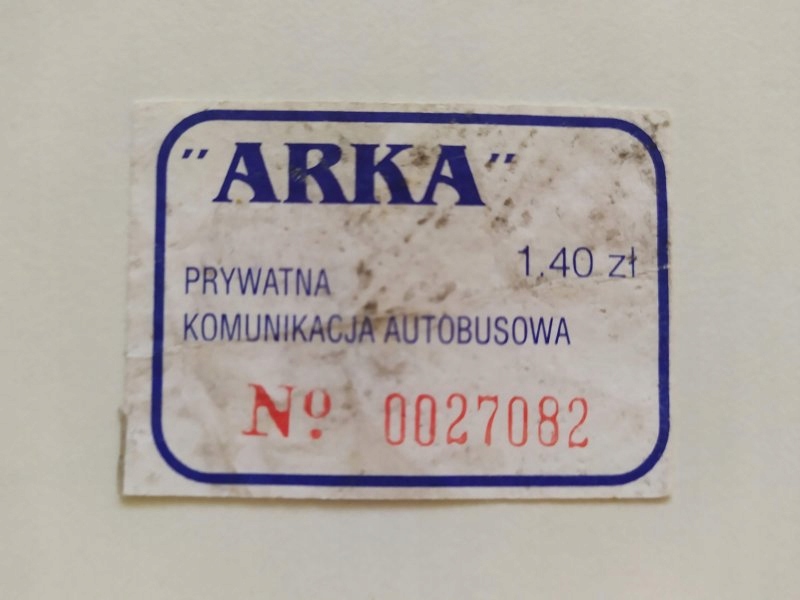 "ARKA"
1.40 zł
PRYWATNA
KOMUNIKACJA AUTOBUSOWA
Nº 0027082